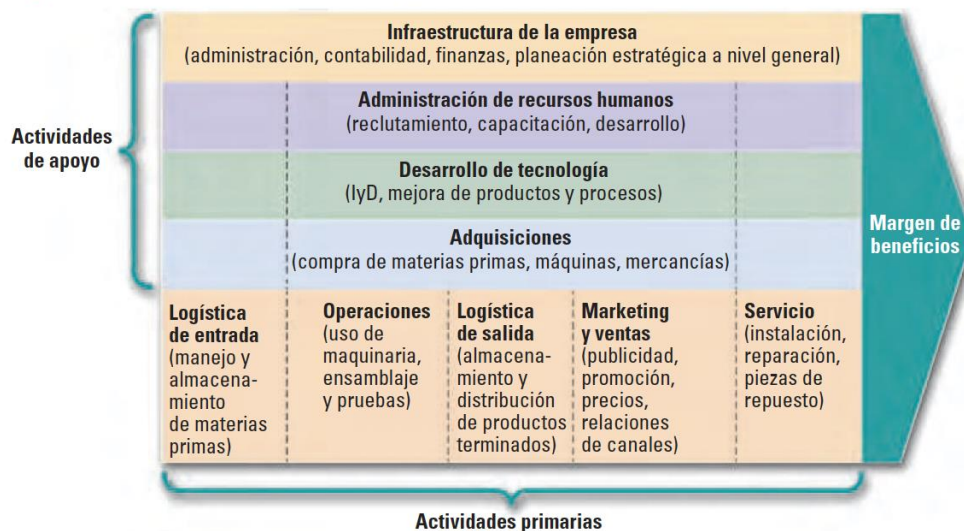 Infraestructura de la empresa
(administración, contabilidad, finanzas, planeación estratégica a nivel general)
Administración de recursos humanos
(reclutamiento, capacitación, desarrollo)
Actividades
de apoyo
Desarrollo de tecnología
(IyD, mejora de productos y procesos)
Adquisiciones
(compra de materias primas, máquinas, mercancías)
Margen de
beneficios
Logística
de entrada
(manejo y
almacena-
miento
de materias
primas)
Operaciones
(uso de
maquinaria,
ensamblaje
y pruebas)
Logística
de salida
(almacena-
miento y
distribución
de productos
terminados)
Marketing
y ventas
(publicidad,
promoción,
precios,
relaciones
de canales)
Servicio
(instalación,
reparación,
piezas de
repuesto)
Actividades primarias